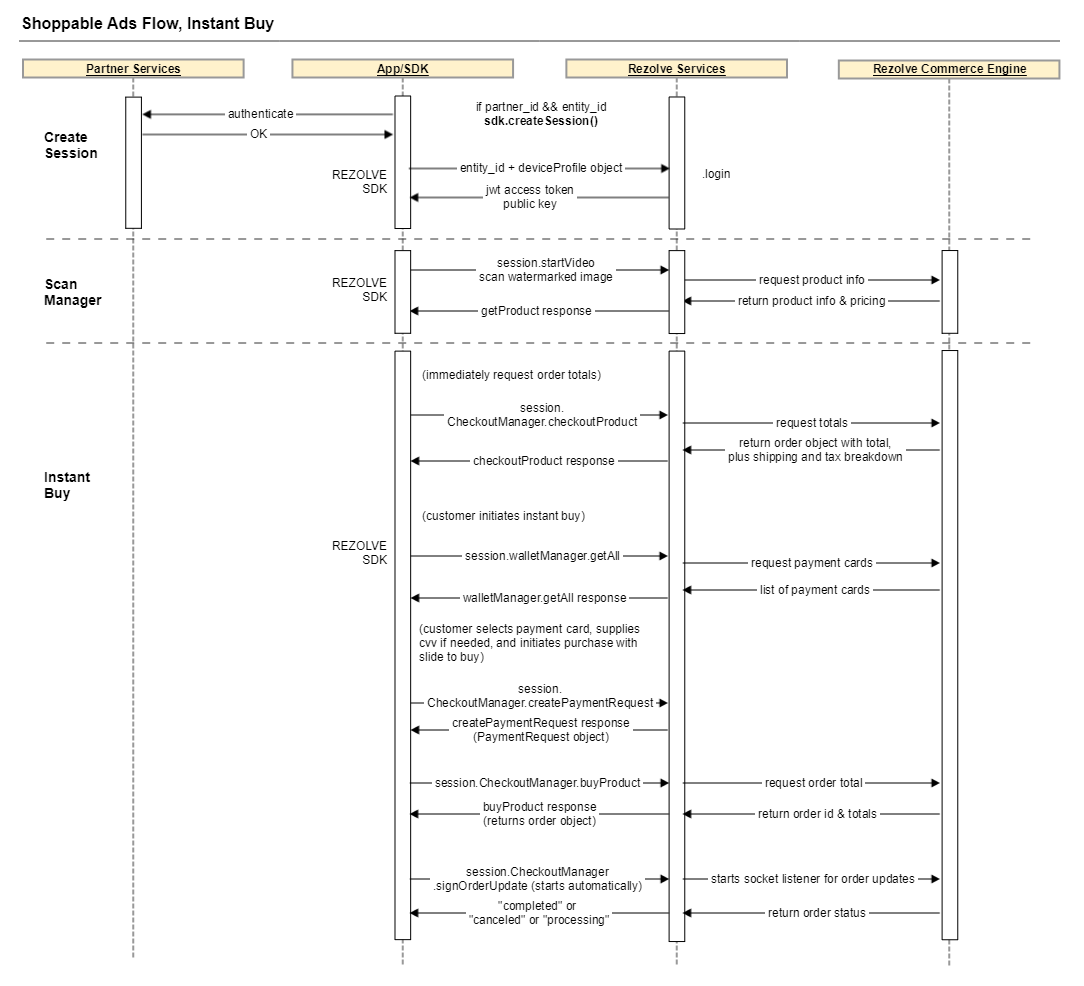 Shoppable Ads Flow, Instant Buy
Partner Services
App/SDK
Rezolve Services
Rezolve Commerce Engine
Create
Session
authenticate
OK
if partner_id && entity_id
sdk.createSession()
REZOLVE
SDK
entity_id + deviceProfile object
.login
jwt access token
public key
Scan
Manager
REZOLVE
SDK
session.startVideo
scan watermarked image
request product info
return product info & pricing
getProduct response
Instant
Buy
(immediately request order totals)
session.
CheckoutManager.checkoutProduct
request totals
return order object with total,
plus shipping and tax breakdown
checkoutProduct response
(customer initiates instant buy)
REZOLVE
SDK
session.walletManager.getAll
request payment cards
list of payment cards
walletManager.getAll response
(customer selects payment card, supplies
cvv if needed, and initiates purchase with
slide to buy)
session.
CheckoutManager.createPaymentRequest
createPaymentRequest response
(PaymentRequest object)
session.CheckoutManager.buyProduct
request order total
buyProduct response
(returns order object)
return order id & totals
session.CheckoutManager
.signOrderUpdate (starts automatically)
starts socket listener for order updates
"completed" or
"canceled" or "processing"
return order status